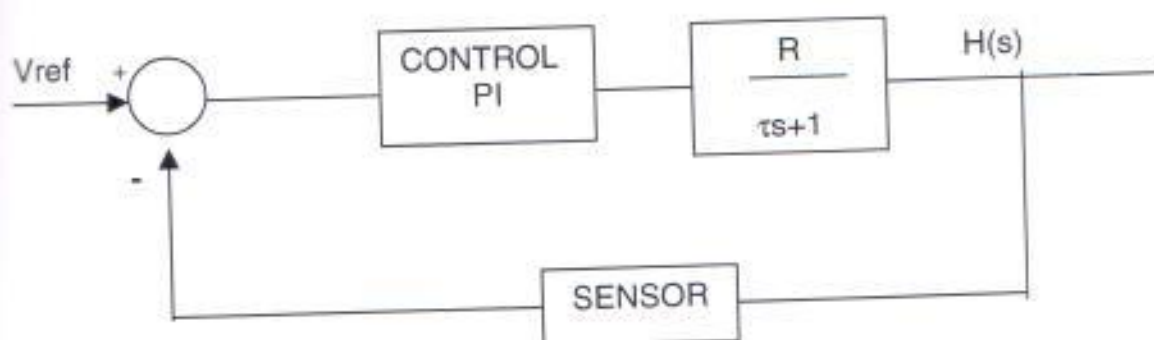 Vref
+
-
CONTROL
PI
R
τs+1
H(s)
SENSOR